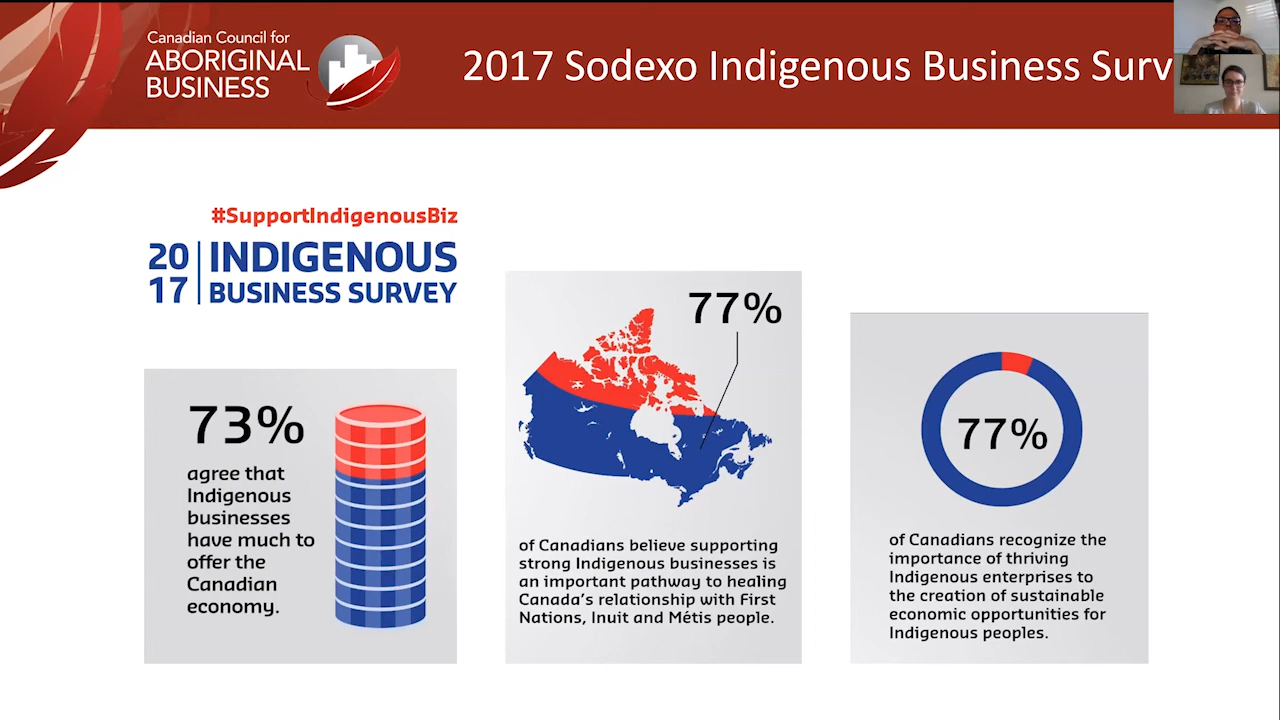 Canadian Council for
ABORIGINAL
BUSINESS
2017 Sodexo Indigenous Business Surv
#SupportIndigenousBiz
20 INDIGENOUS
17 BUSINESS SURVEY
73%
agree that
Indigenous
businesses
have much to
offer the
Canadian
economy.
77%
of Canadians believe supporting
strong Indigenous businesses is
an important pathway to healing
Canada's relationship with First
Nations, Inuit and Métis people.
77%
of Canadians recognize the
importance of thriving
Indigenous enterprises to
the creation of sustainable
economic opportunities for
Indigenous peoples.